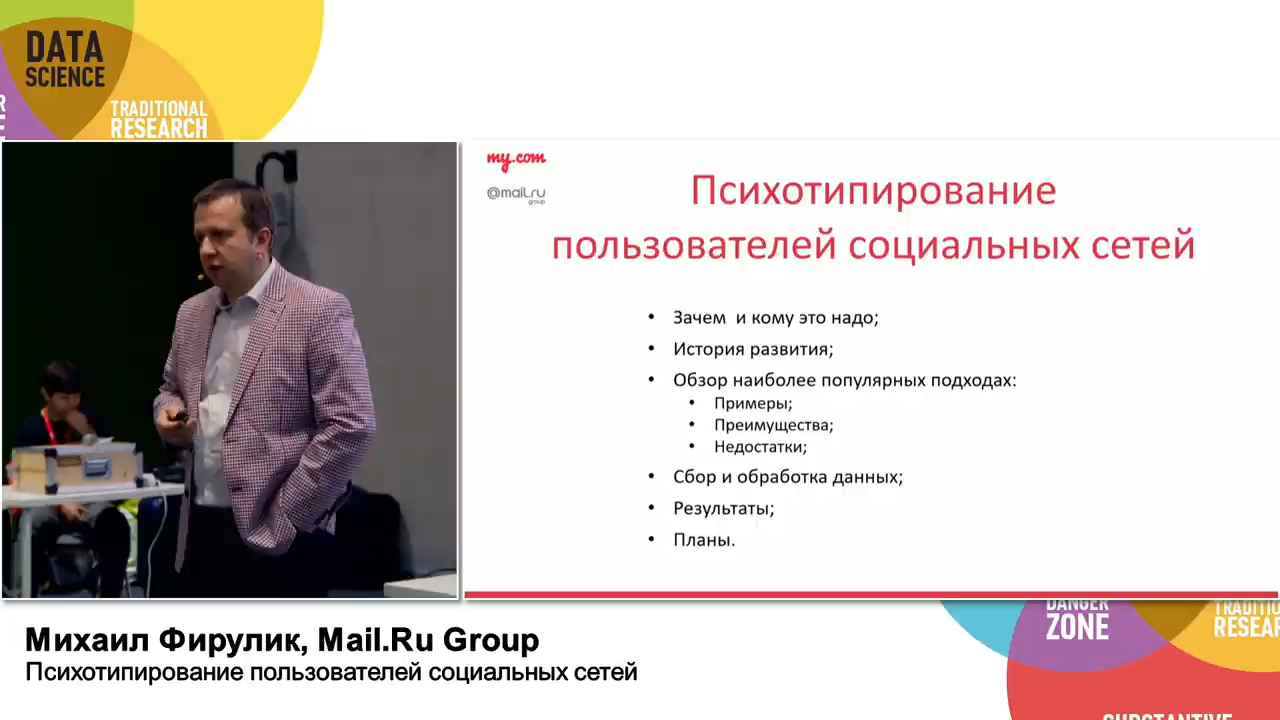 DATA
SCIENCE
TRADITIONAL
RESEARCH
my.com
@mail.ru
group
Психотипирование
пользователей социальных сетей
• Зачем и кому это надо;
• История развития;
• Обзор наиболее популярных подходах:
• Примеры;
• Преимущества;
• Недостатки;
• Сбор и обработка данных;
• Результаты;
• Планы.
DANGER
ZONE
Михаил Фирулик, Mail.Ru Group
Психотипирование пользователей социальных сетей